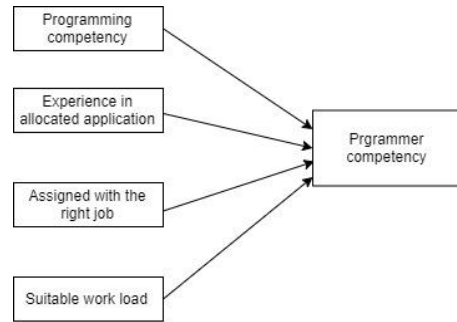 Programming
competency
Experience in
allocated application
Prgrammer
competency
Assigned with the
right job
Suitable work load